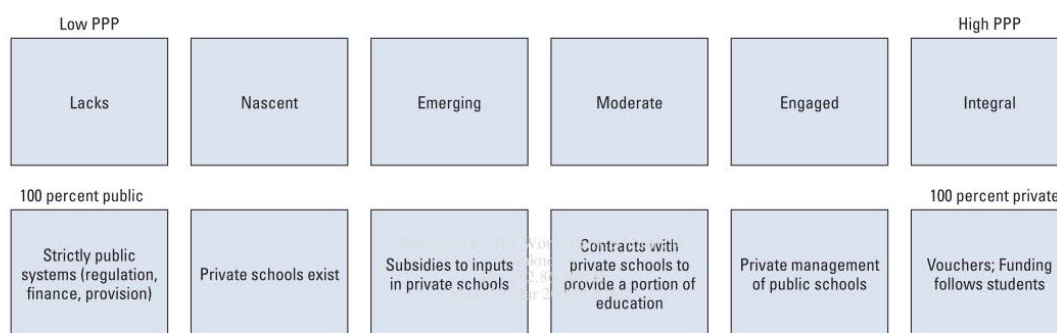 Low PPP
High PPP
Lacks
Nascent
Emerging
Moderate
Engaged
Integral
100 percent public
100 percent private
Strictly public
systems (regulation,
finance, provision)
Private schools exist
Subsidies to inputs
in private schools
Contracts with
private schools to
provide a portion of
education
Private management
of public schools
Vouchers; Funding
follows students